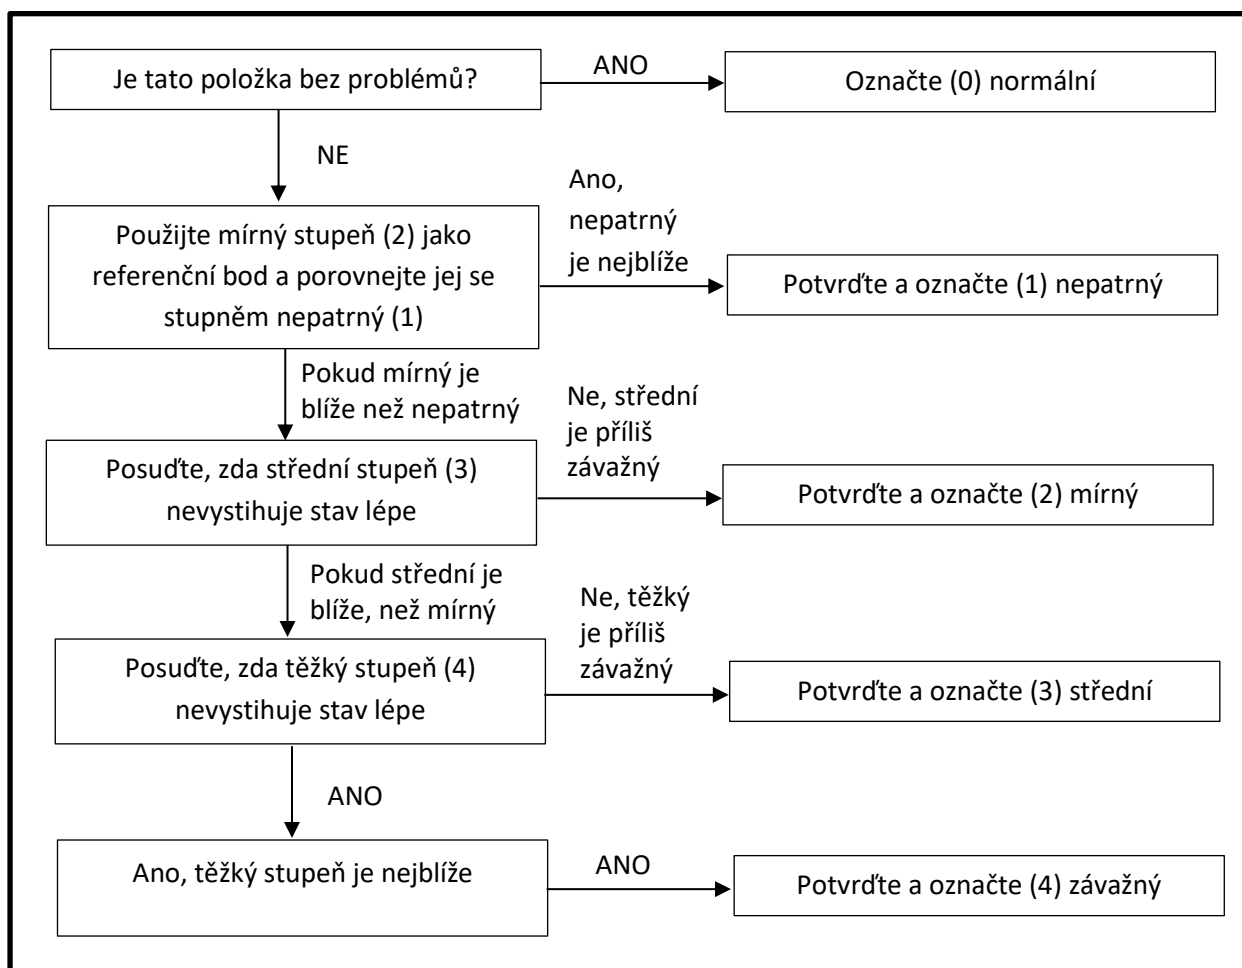 Je tato položka bez problémů?
ANO
Označte (0) normální
NE
Použijte mírný stupeň (2) jako
referenční bod a porovnejte jej se
stupněm nepatrný (1)
Ano,
nepatrný
je nejblíže
Potvrďte a označte (1) nepatrný
Pokud mírný je
blíže než nepatrný
Posuďte, zda střední stupeň (3)
nevystihuje stav lépe
Ne, střední
je příliš
závažný
Potvrďte a označte (2) mírný
Pokud střední je
blíže, než mírný
Posuďte, zda těžký stupeň (4)
nevystihuje stav lépe
Ne, těžký
je příliš
závažný
Potvrďte a označte (3) střední
ANO
Ano, těžký stupeň je nejblíže
ANO
Potvrďte a označte (4) závažný